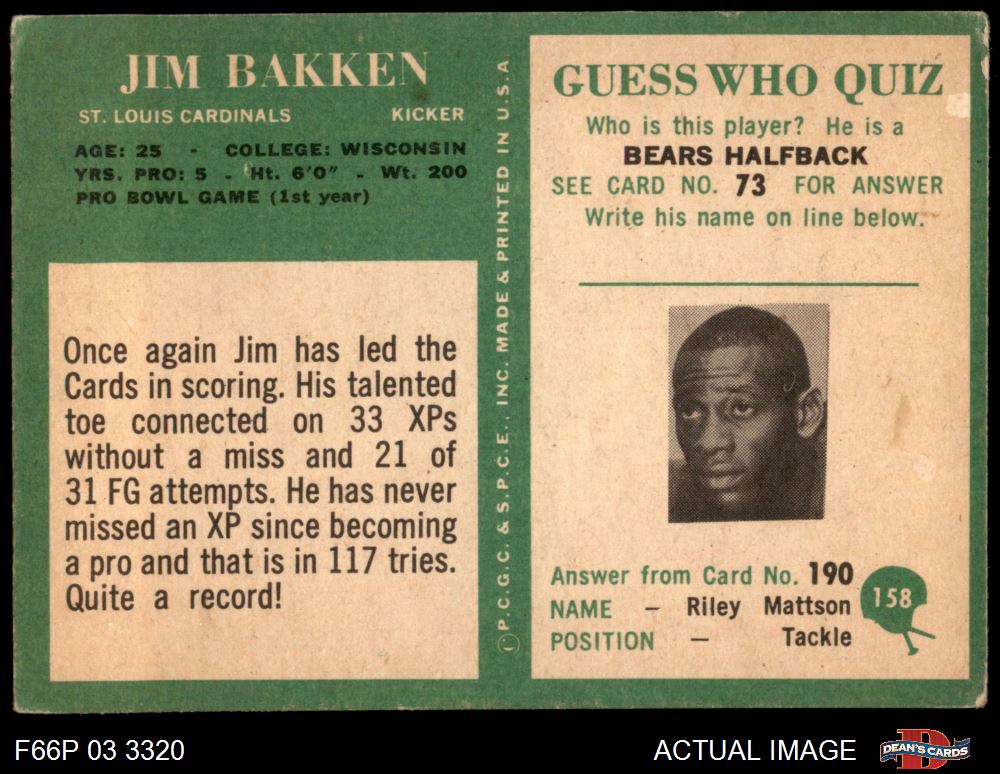 JIM BAKKEN
ST. LOUIS CARDINALS KICKER
AGE: 25 - COLLEGE: WISCONSIN
YRS. PRO: 5 - Ht. 6'0" - Wt. 200
PRO BOWL GAME (1st year)
Once again Jim has led the
Cards in scoring. His talented
toe connected on 33 XPs
without a miss and 21 of
31 FG attempts. He has never
missed an XP since becoming
a pro and that is in 117 tries.
Quite a record!
P.C.G.C. & S.P.C.E., INC. MADE & PRINTED IN U.S.A
GUESS WHO QUIZ
Who is this player? He is a
BEARS HALFBACK
SEE CARD NO. 73 FOR ANSWER
Write his name on line below.
Answer from Card No. 190
NAME – Riley Mattson
POSITION – Tackle
158
F66P 03 3320
ACTUAL IMAGE
DEAN'S CARDS